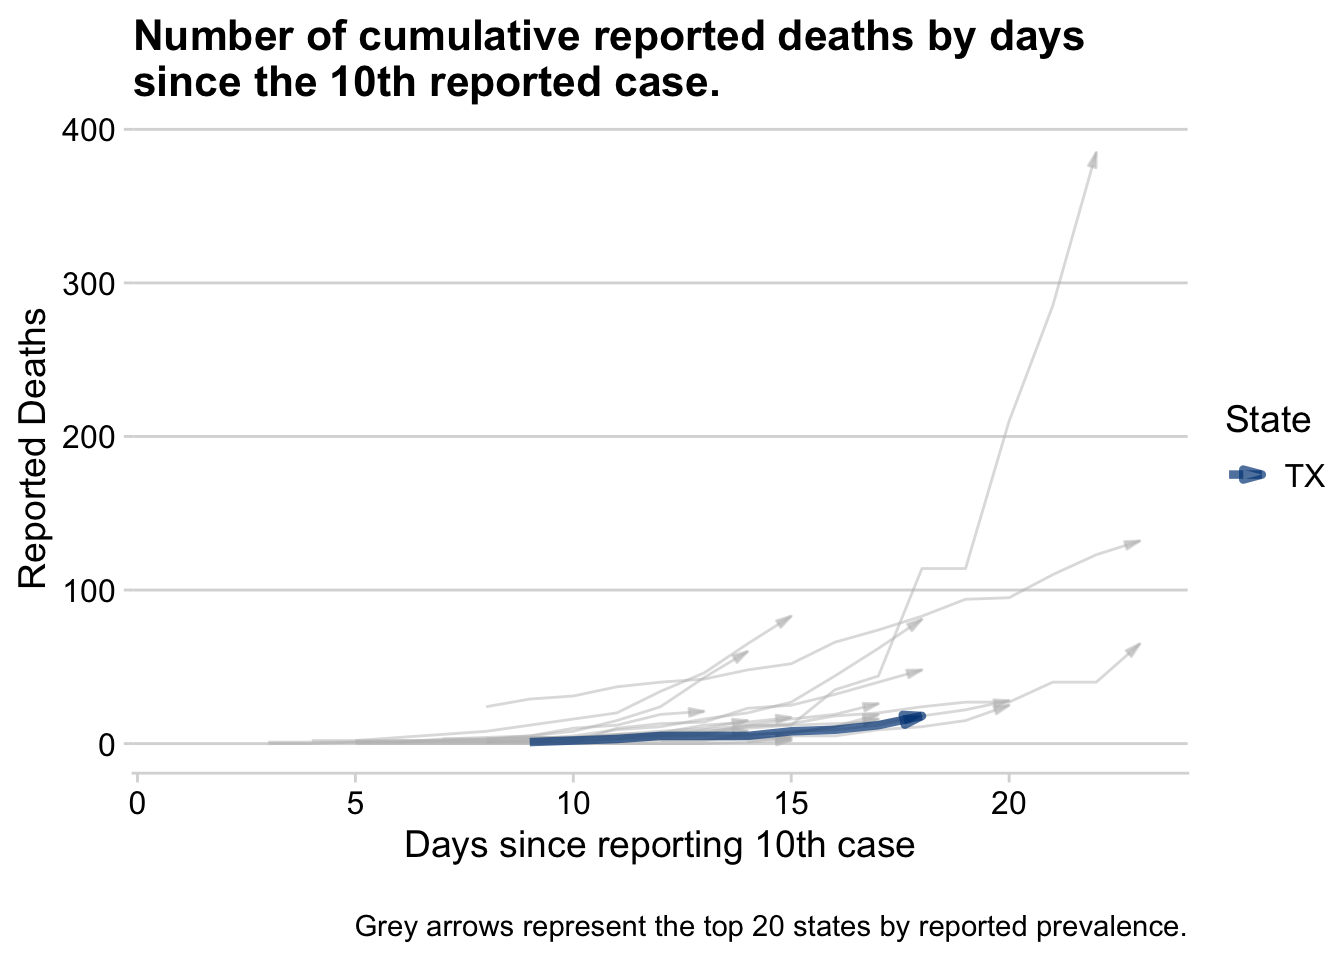 Number of cumulative reported deaths by days
since the 10th reported case.
400
300
200
100
0
Reported Deaths
0 5 10 15 20
Days since reporting 10th case
State
TX
Grey arrows represent the top 20 states by reported prevalence.